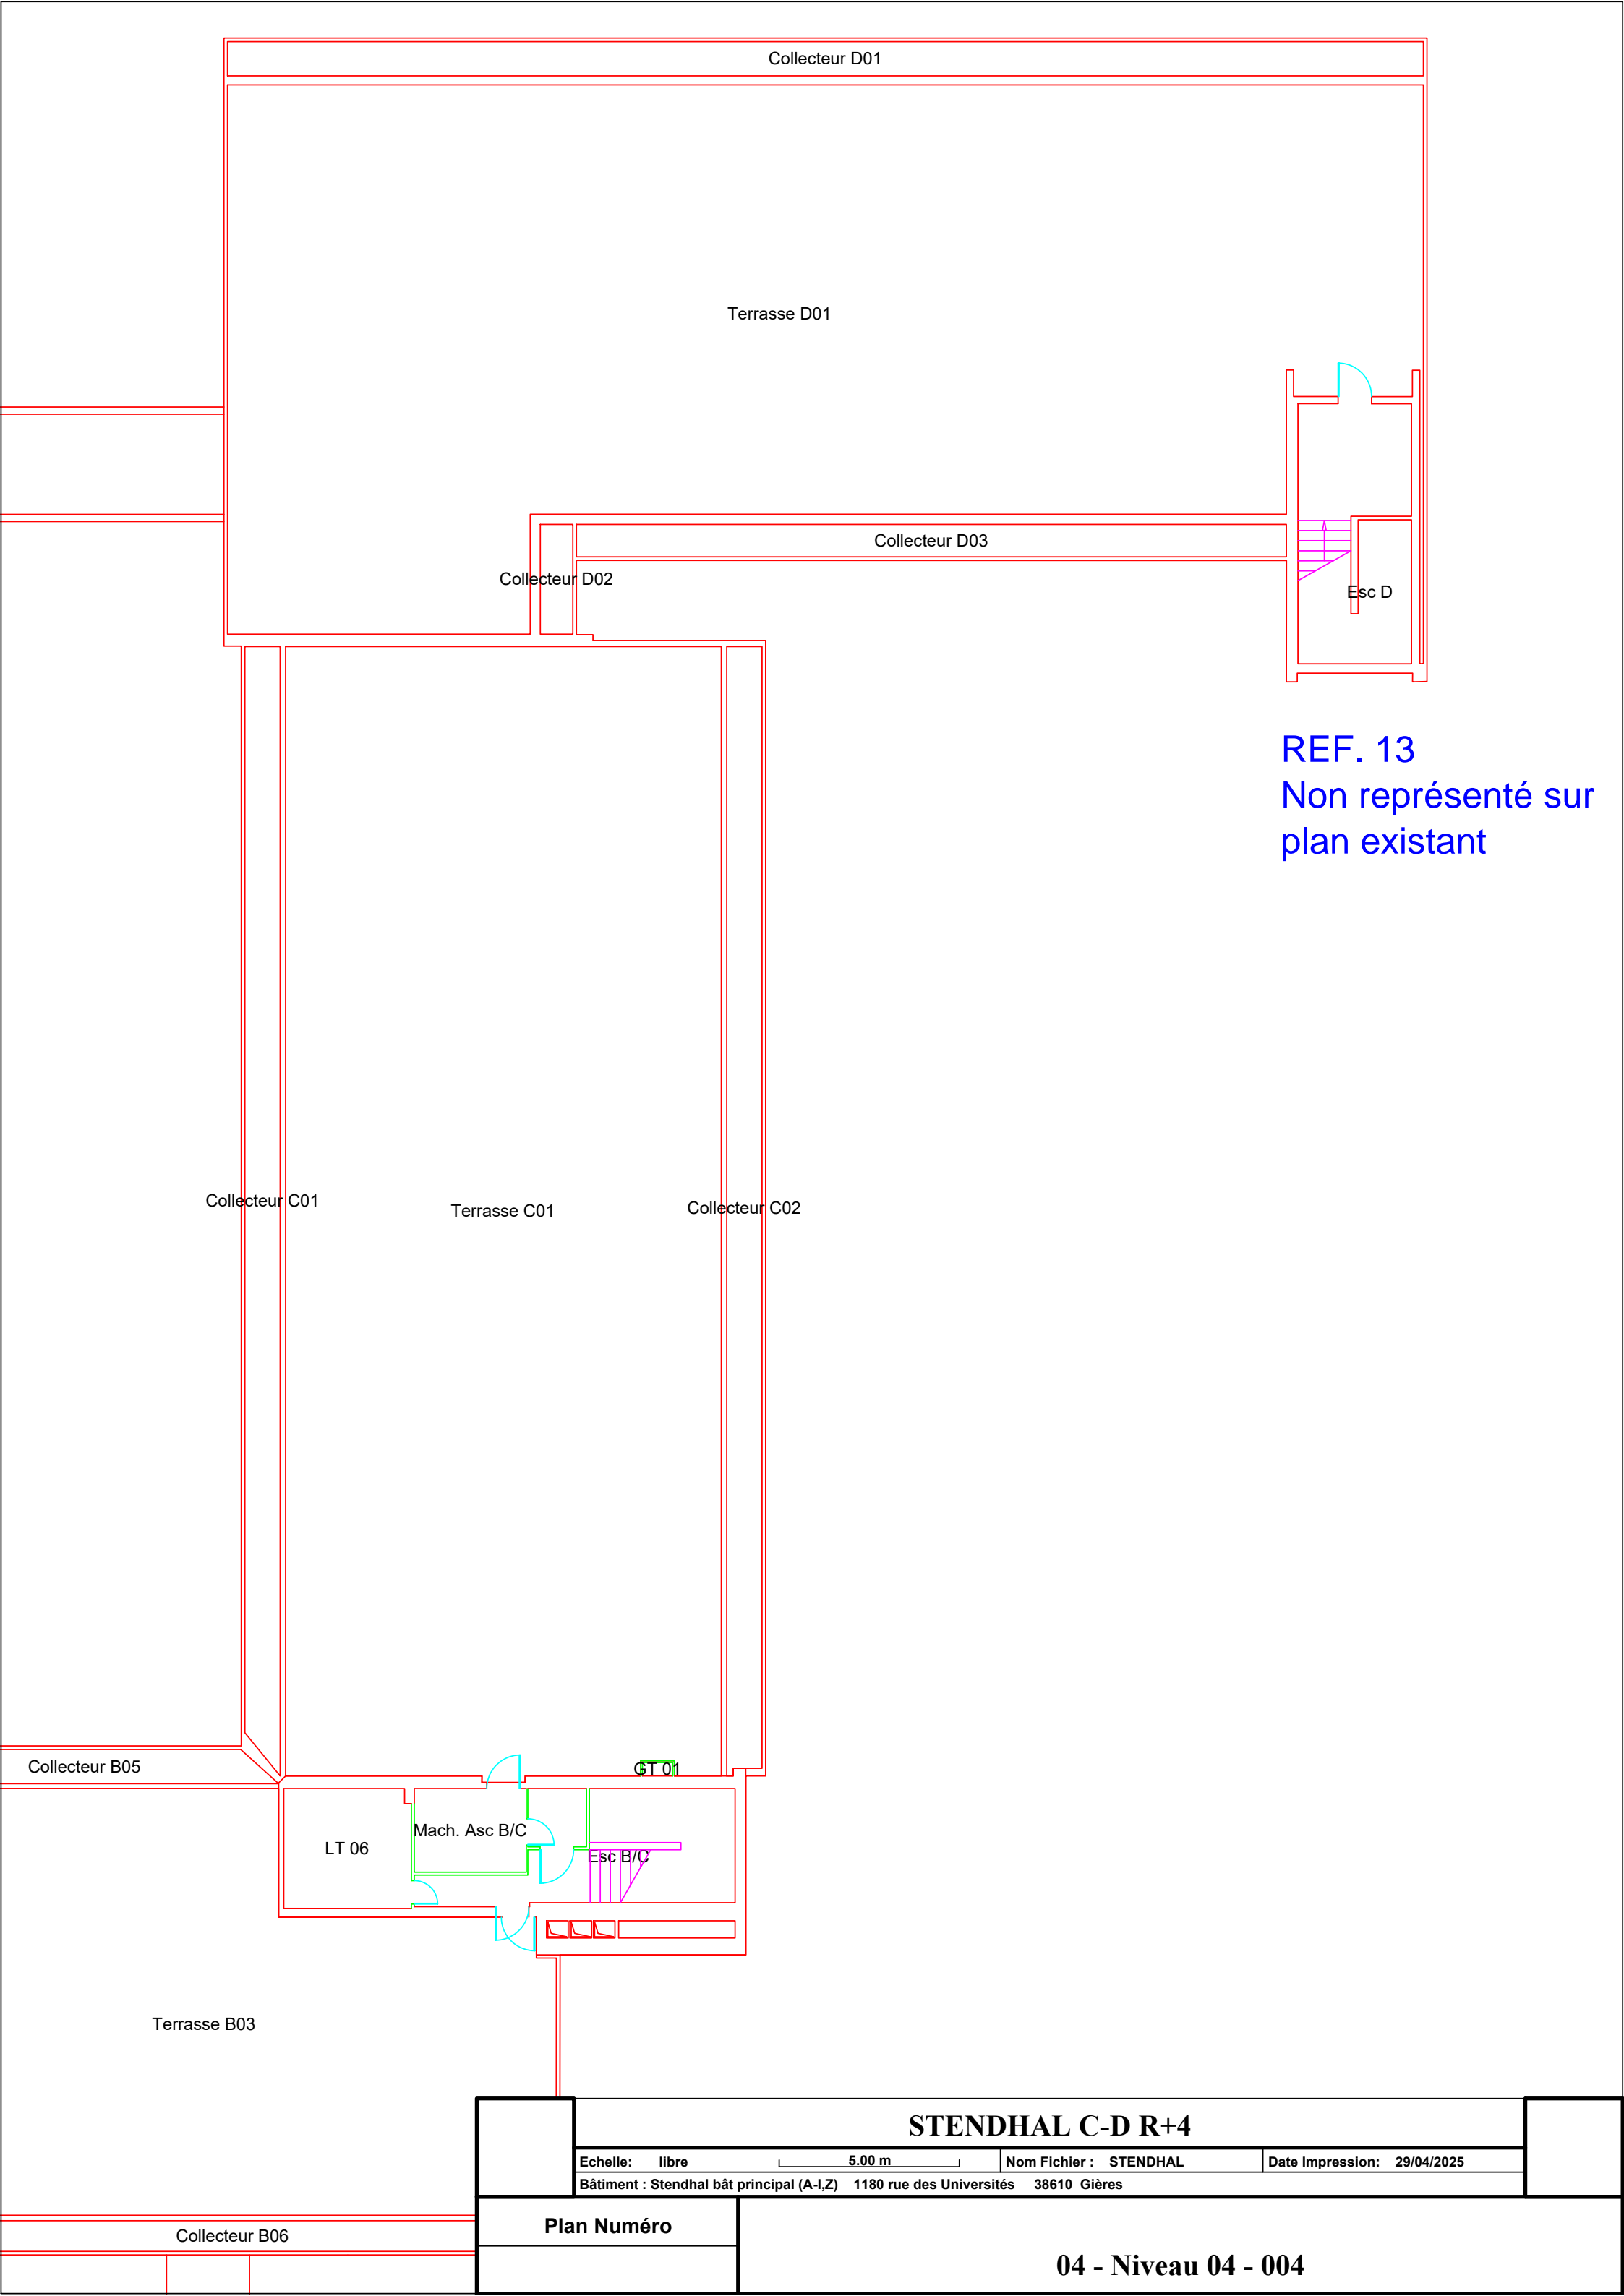 Collecteur D01
Terrasse D01
Collecteur D03
Collecteur D02
Esc D
REF. 13
Non représenté sur
plan existant
Collecteur C01
Terrasse C01
Collecteur C02
Collecteur B05
GT 01
Mach. Asc B/C
LT 06
Esc B/C
Terrasse B03
STENDHAL C-D R+4
Echelle: libre 5.00 m Nom Fichier : STENDHAL Date Impression: 29/04/2025
Bâtiment : Stendhal bât principal (A-I,Z) 1180 rue des Universités 38610 Gières
Plan Numéro
Collecteur B06
04 - Niveau 04 - 004